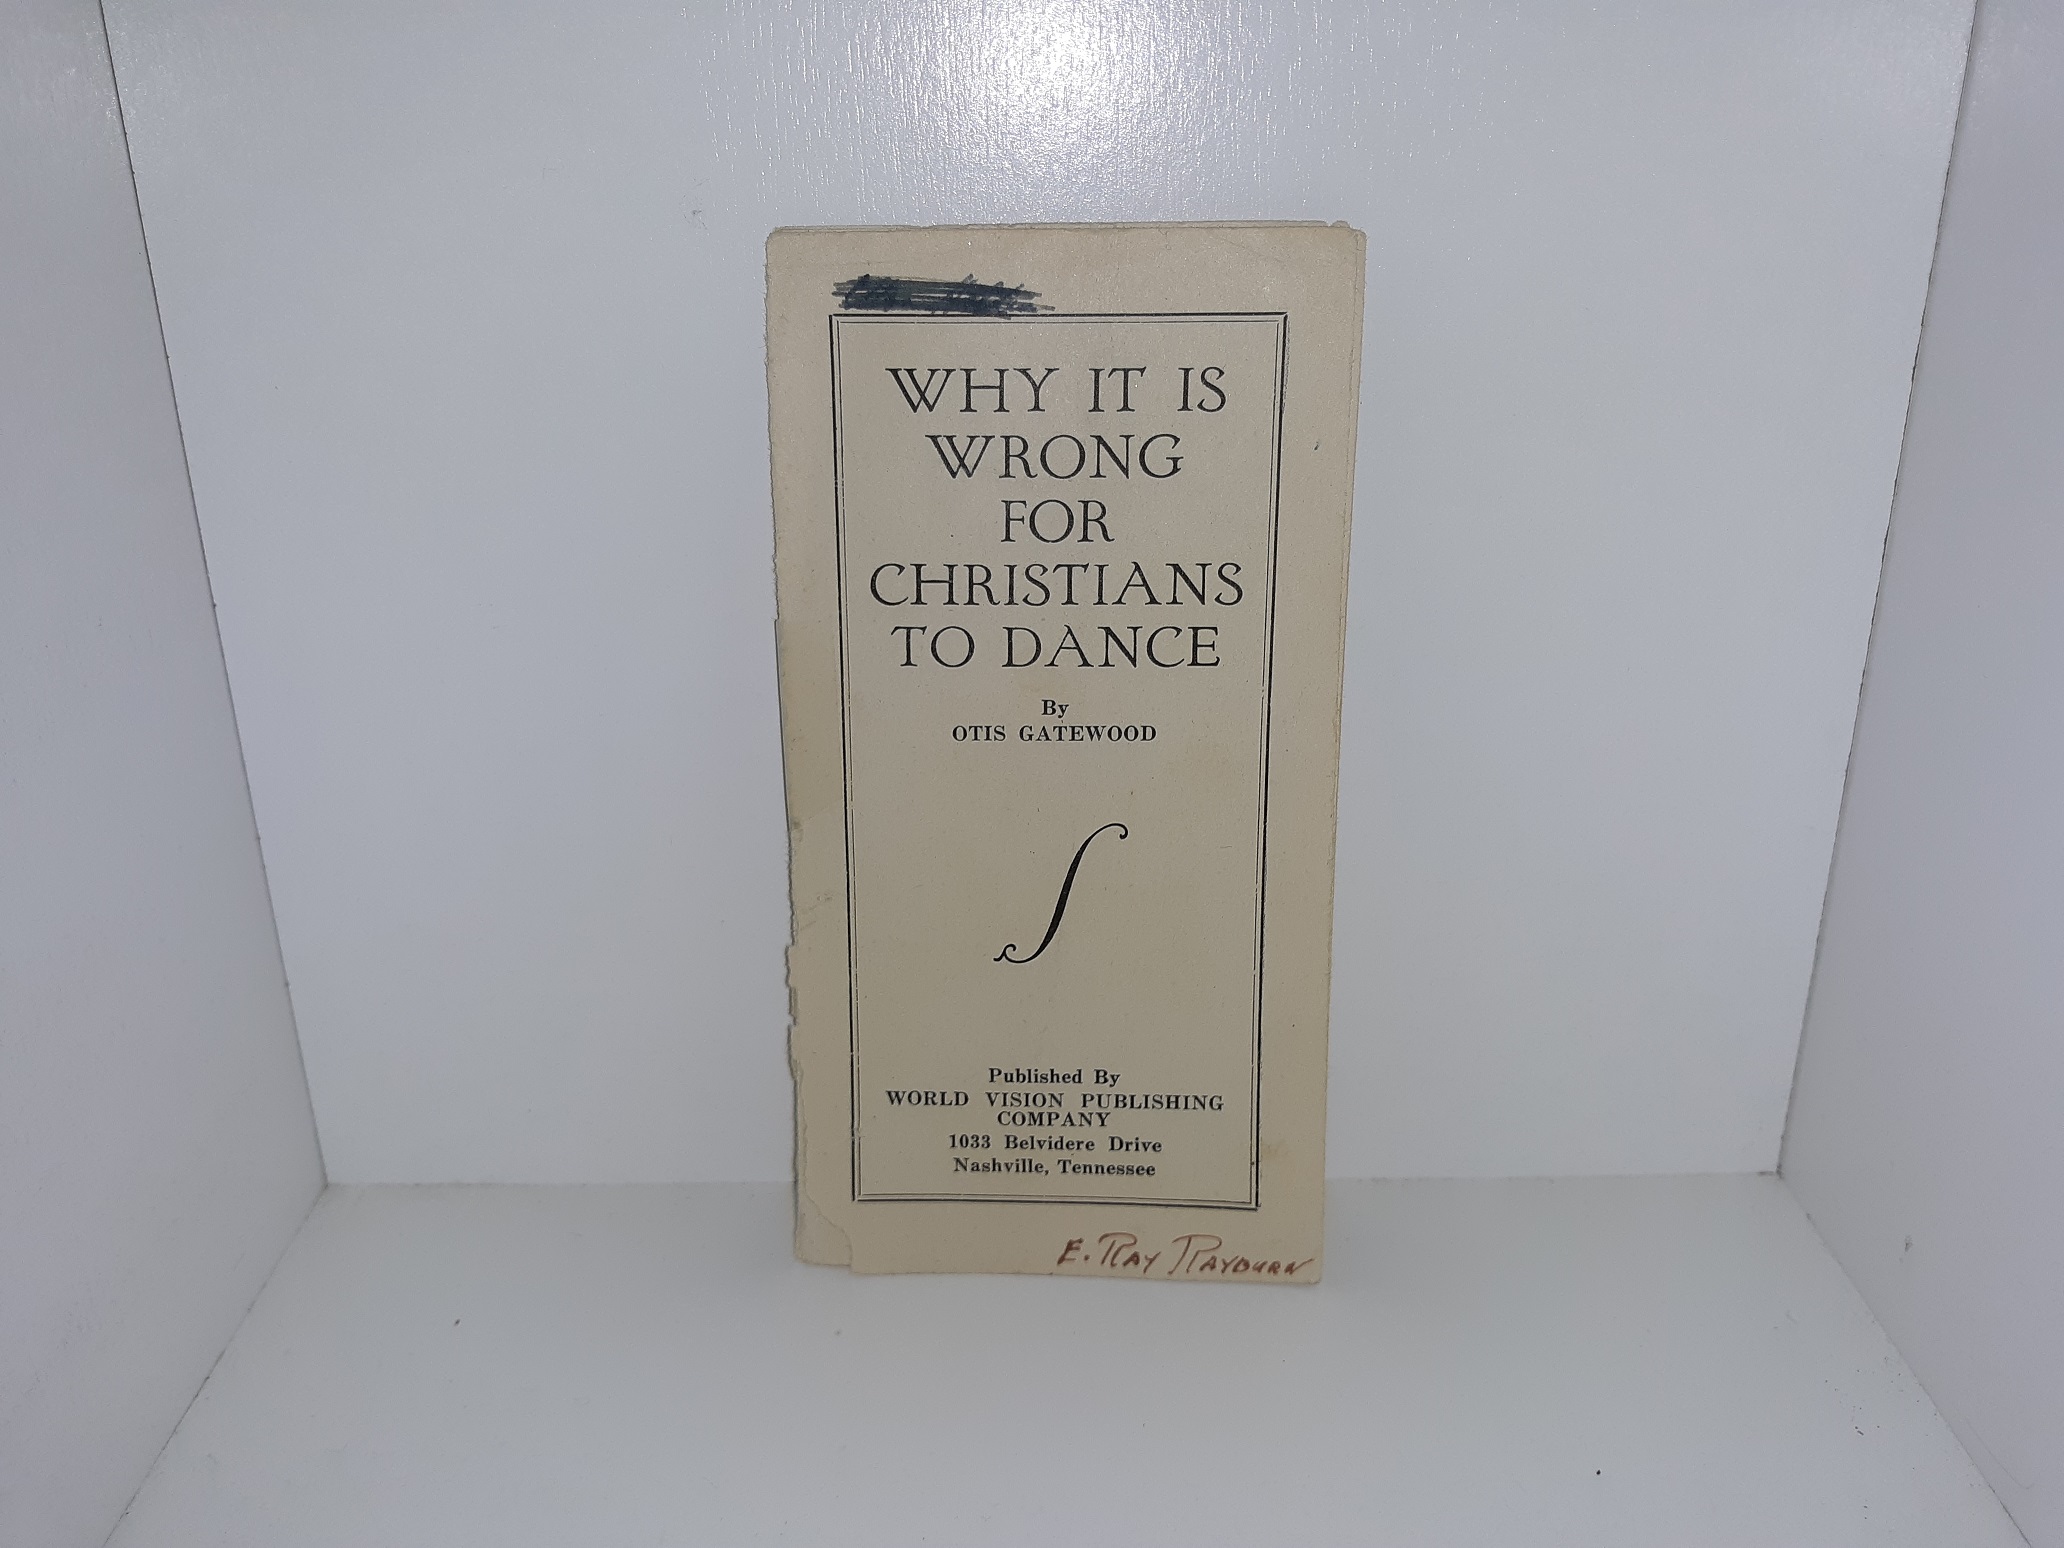 WHY IT IS
WRONG
FOR
CHRISTIANS
TO DANCE
By
OTIS GATEWOOD
Published By
WORLD VISION PUBLISHING
COMPANY
1033 Belvidere Drive
Nashville, Tennessee
E. RAY RAYBURN